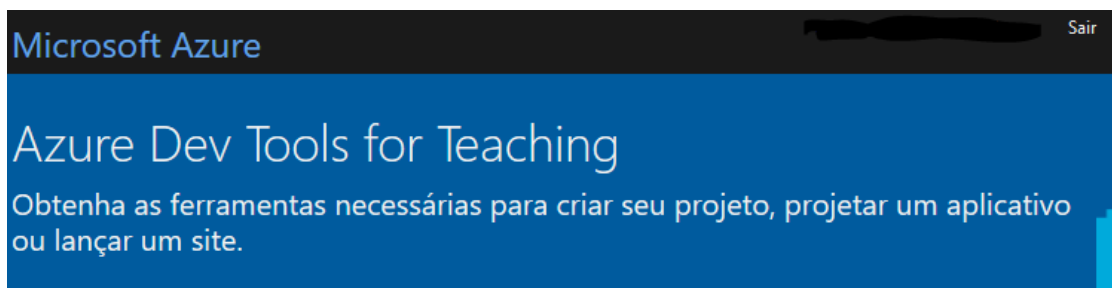 Microsoft Azure
Sair
Azure Dev Tools for Teaching
Obtenha as ferramentas necessárias para criar seu projeto, projetar um aplicativo
ou lançar um site.